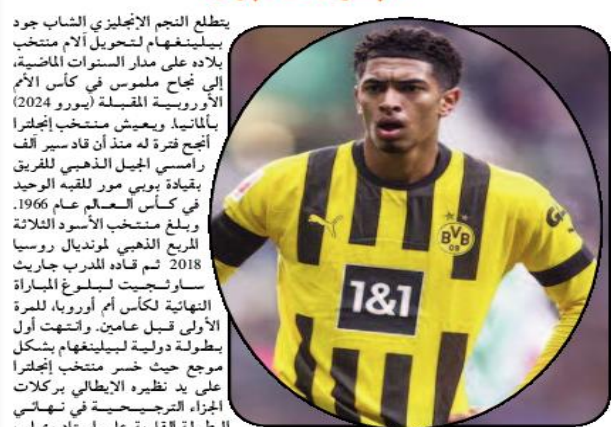 يتطلع النجم الإنجليزي الشاب جود
بيلينغهام لتحويل آلام منتخب
بلاده على مدار السنوات الماضية،
إلى نجاح ملموس في كأس الأمم
الأوروبية المقبلة (يورو 2024)
بألمانيا. ويعيش منتخب إنجلترا
أنجح فترة له منذ أن قاد سير ألف
رامسي الجيل الذهبي للفريق
بقيادة بوبي مور للقبه الوحيد
في كأس العالم عام 1966.
وبلغ منتخب الأسود الثلاثة
المربع الذهبي لمونديال روسيا
2018 ثم قاده المدرب جاريث
ساوثجيت لبلوغ المباراة
النهائية لكأس أمم أوروبا، للمرة
الأولى قبل عامين. وانتهت أول
بطولة دولية لبيلينغهام بشكل
موجع حيث خسر منتخب إنجلترا
على يد نظيره الإيطالي بركلات
الجزاء الترجيحية في نهائي
BVB
09
1&1